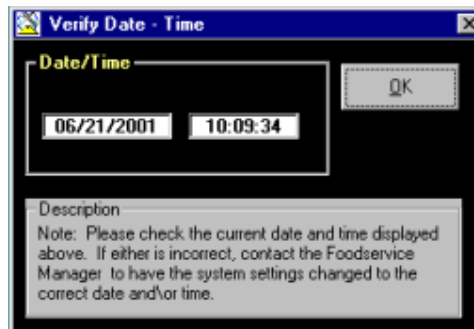 Verify Date - Time
Date/Time
OK
06/21/2001 10:09:34
Description
Note: Please check the current date and time displayed
above. If either is incorrect, contact the Foodservice
Manager to have the system settings changed to the
correct date and\or time.